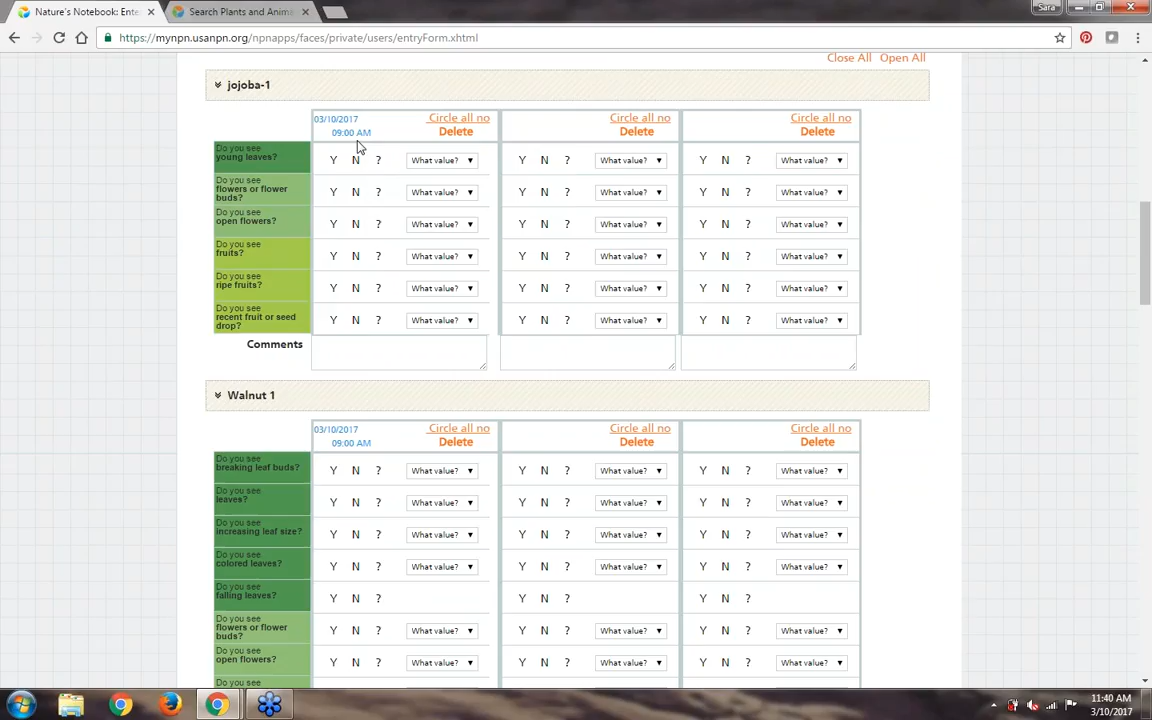 Nature's Notebook: Ente
Search Plants and Anim
Sara
https://mynpn.usanpn.org/npnapps/faces/private/users/entryForm.xhtml
Close All Open All
jojoba-1
03/10/2017 Circle all no Circle all no Circle all no
09:00 AM Delete Delete Delete
Do you see
young leaves? Y N ? What value? Y N ? What value? Y N ? What value?
Do you see
flowers or flower Y N ? What value? Y N ? What value? Y N ? What value?
buds?
Do you see
open flowers? Y N ? What value? Y N ? What value? Y N ? What value?
Do you see
fruits? Y N ? What value? Y N ? What value? Y N ? What value?
Do you see
ripe fruits? Y N ? What value? Y N ? What value? Y N ? What value?
Do you see
recent fruit or seed Y N ? What value? Y N ? What value? Y N ? What value?
drop?
Comments
Walnut 1
03/10/2017 Circle all no Circle all no Circle all no
09:00 AM Delete Delete Delete
Do you see
breaking leaf buds? Y N ? What value? Y N ? What value? Y N ? What value?
Do you see
leaves? Y N ? What value? Y N ? What value? Y N ? What value?
Do you see
increasing leaf size? Y N ? What value? Y N ? What value? Y N ? What value?
Do you see
colored leaves? Y N ? What value? Y N ? What value? Y N ? What value?
Do you see
falling leaves? Y N ? Y N ? Y N ?
Do you see
flowers or flower Y N ? What value? Y N ? What value? Y N ? What value?
buds?
Do you see
open flowers? Y N ? What value? Y N ? What value? Y N ? What value?
Do you see
11:40 AM
3/10/2017